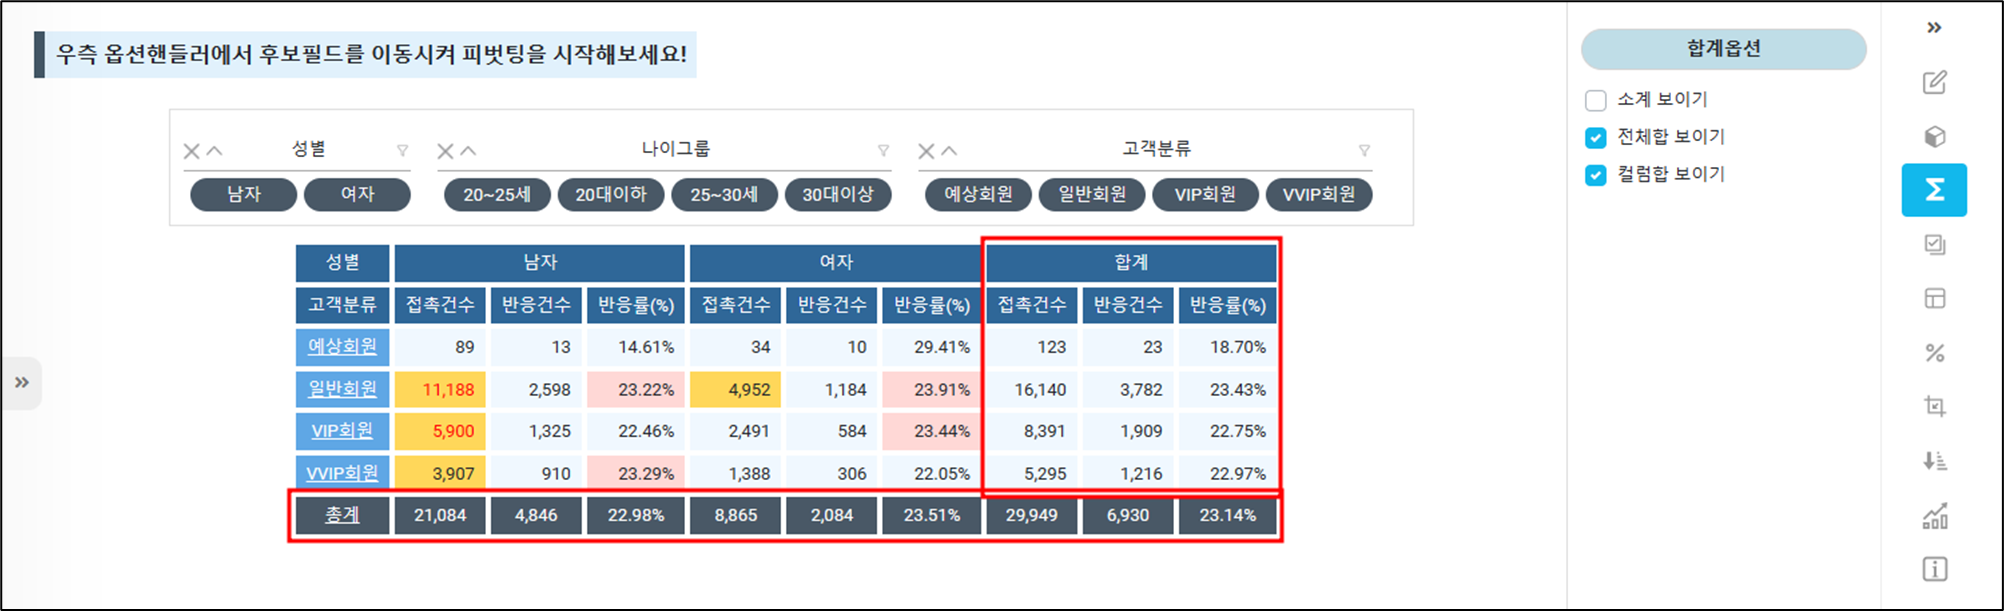 우측 옵션핸들러에서 후보필드를 이동시켜 피벗팅을 시작해보세요!
성별 나이그룹 고객분류
남자 여자 20~25세 20대이하 25~30세 30대이상 예상회원 일반회원 VIP회원 VVIP회원
성별 남자 여자 합계
고객분류 접촉건수 반응건수 반응률(%) 접촉건수 반응건수 반응률(%) 접촉건수 반응건수 반응률(%)
예상회원 89 13 14.61% 34 10 29.41% 123 23 18.70%
일반회원 11,188 2,598 23.22% 4,952 1,184 23.91% 16,140 3,782 23.43%
VIP회원 5,900 1,325 22.46% 2,491 584 23.44% 8,391 1,909 22.75%
VVIP회원 3,907 910 23.29% 1,388 306 22.05% 5,295 1,216 22.97%
총계 21,084 4,846 22.98% 8,865 2,084 23.51% 29,949 6,930 23.14%
합계옵션
소계 보이기
전체합 보이기
컬럼합 보이기